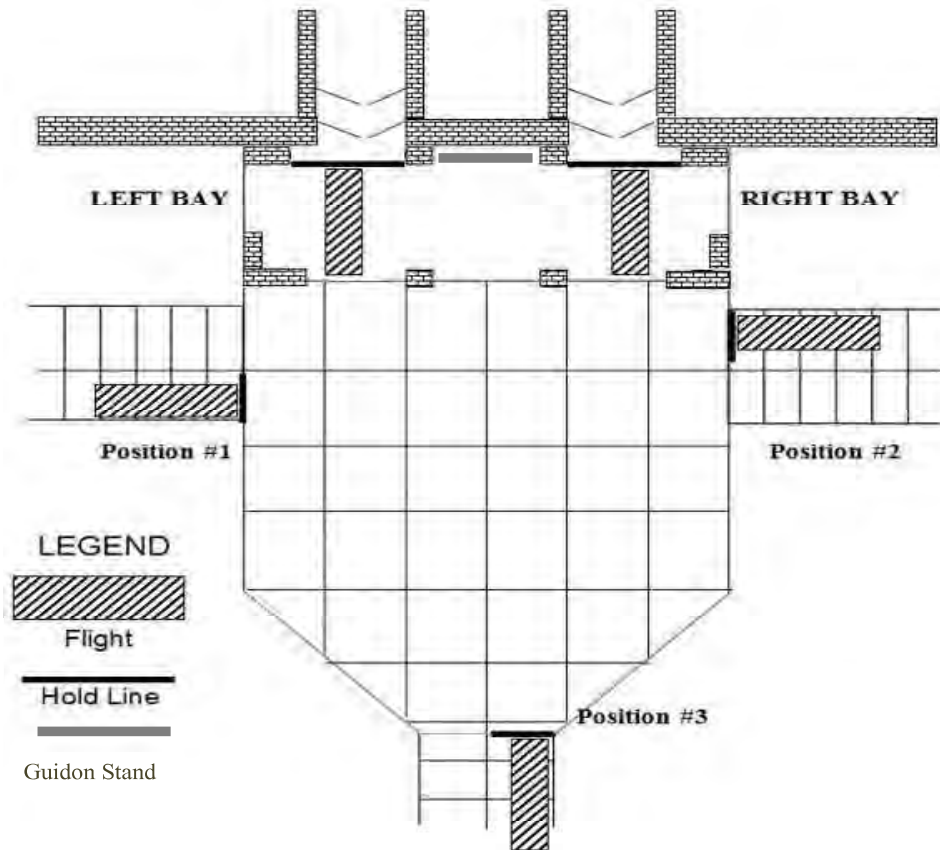 LEFT BAY
RIGHT BAY
Position #1
Position #2
LEGEND
Flight
Hold Line
Position #3
Guidon Stand